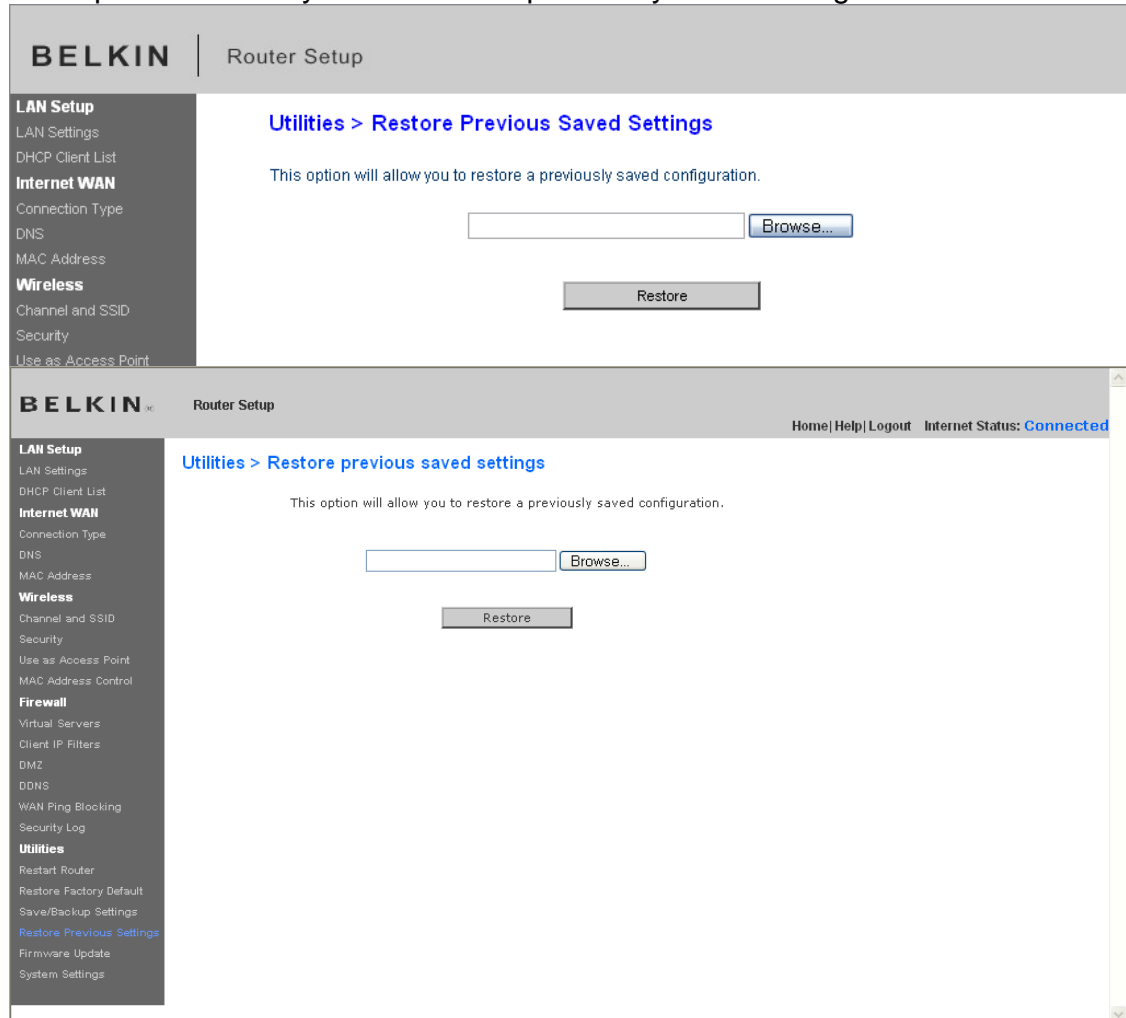 BELKIN
Router Setup
LAN Setup
LAN Settings
DHCP Client List
Internet WAN
Connection Type
DNS
MAC Address
Wireless
Channel and SSID
Security
Use as Access Point
Utilities > Restore Previous Saved Settings
This option will allow you to restore a previously saved configuration.
Browse...
Restore
BELKIN
Router Setup
Home| Help| Logout Internet Status: Connected
LAN Setup
LAN Settings
DHCP Client List
Internet WAN
Connection Type
DNS
MAC Address
Wireless
Channel and SSID
Security
Use as Access Point
MAC Address Control
Firewall
Virtual Servers
Client IP Filters
DMZ
DDNS
WAN Ping Blocking
Security Log
Utilities
Restart Router
Restore Factory Default
Save/Backup Settings
Restore Previous Settings
Firmware Update
System Settings
Utilities > Restore previous saved settings
This option will allow you to restore a previously saved configuration.
Browse...
Restore